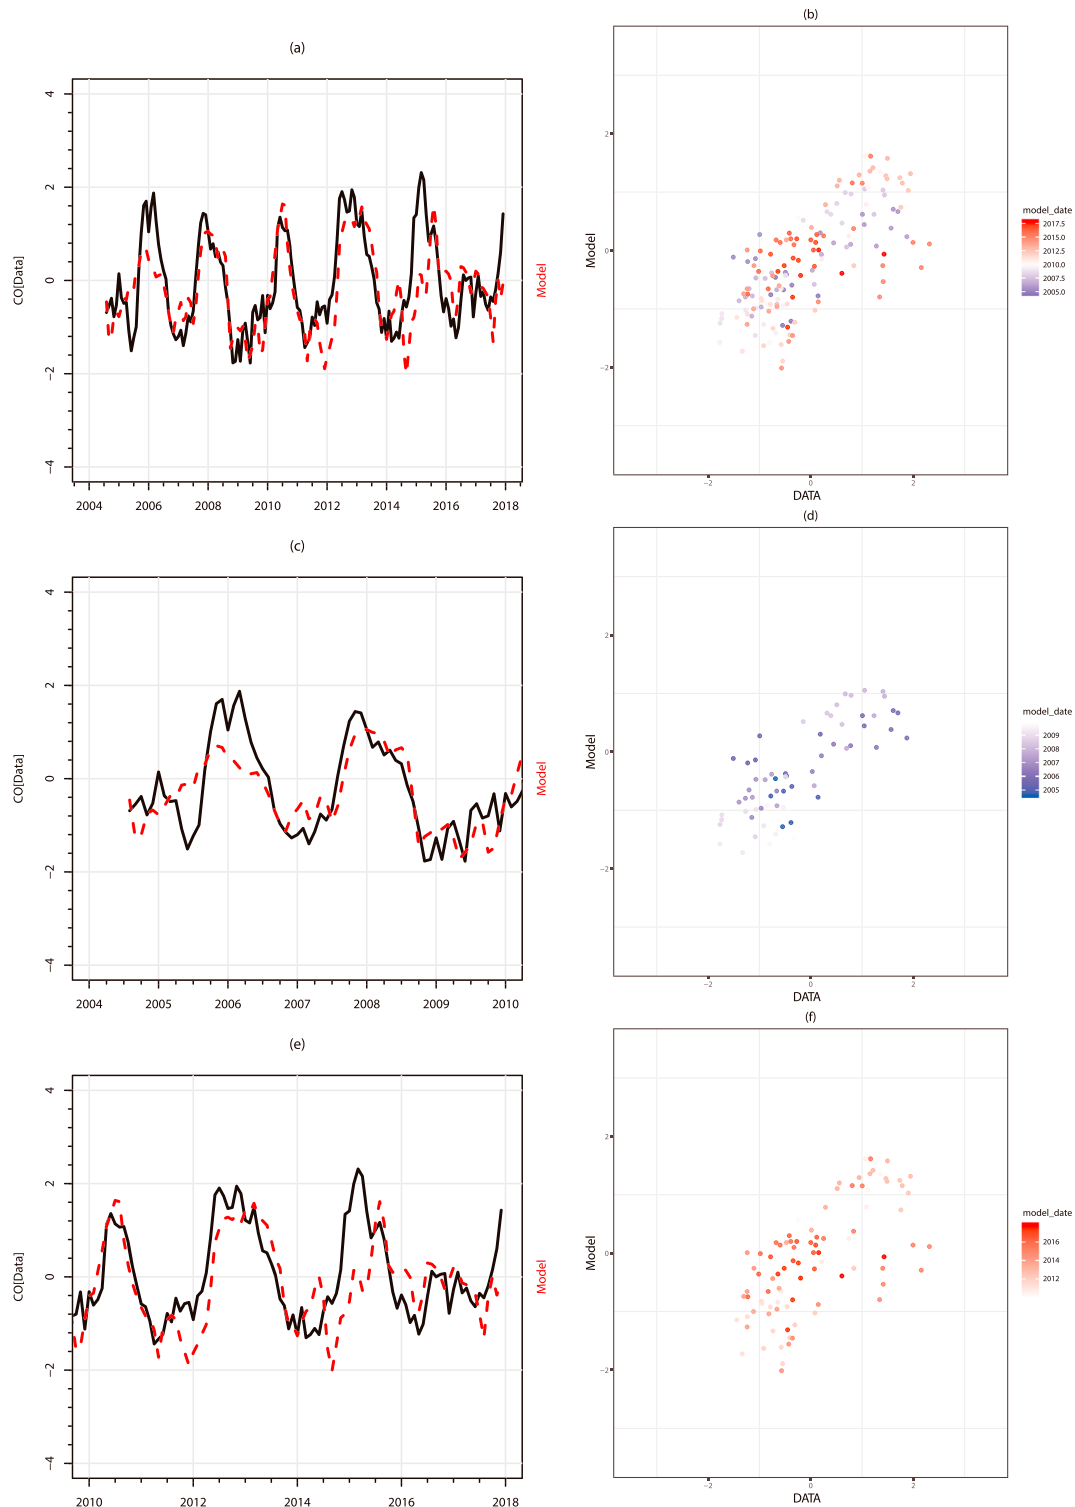 (a)
CO[Data]
4
2
0
−2
−4
2004 2006 2008 2010 2012 2014 2016 2018
Model
(b)
Model
2
0
−2
−2 0 2
DATA
model_date
2017.5
2015.0
2010.0
2007.5
2005.0
(c)
CO[Data]
4
2
0
−2
−4
2004 2005 2006 2007 2008 2009 2010
Model
(d)
Model
2
0
−2
−2 0 2
DATA
model_date
2009
2008
2007
2006
2005
(e)
CO[Data]
4
2
0
−2
−4
2010 2012 2014 2016 2018
Model
(f)
Model
2
0
−2
−2 0 2
DATA
model_date
2016
2014
2012